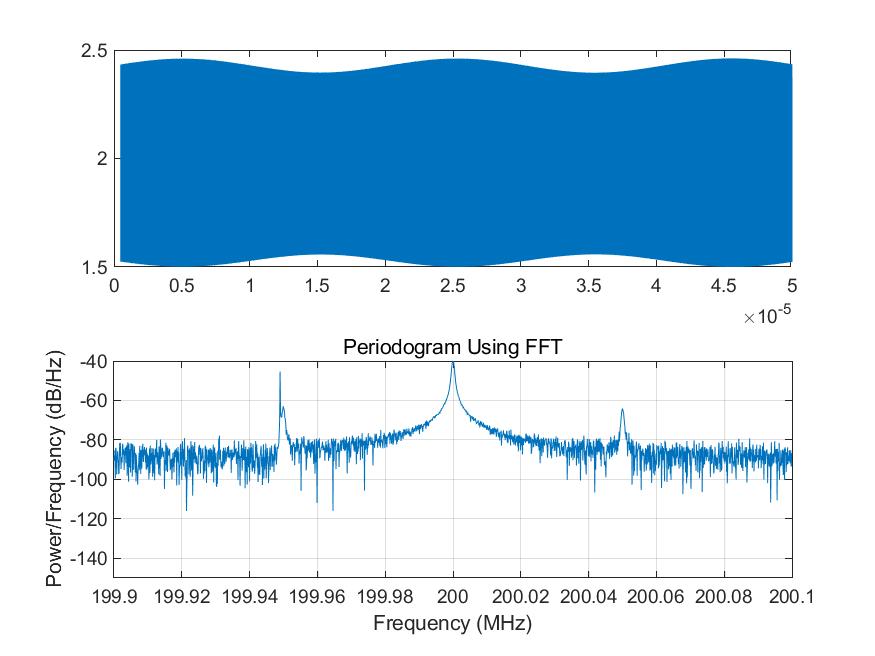 2.5
2
1.5
0 0.5 1 1.5 2 2.5 3 3.5 4 4.5 5
×10-5
Periodogram Using FFT
-40
-60
-80
-100
-120
-140
Power/Frequency (dB/Hz)
199.9 199.92 199.94 199.96 199.98 200 200.02 200.04 200.06 200.08 200.1
Frequency (MHz)